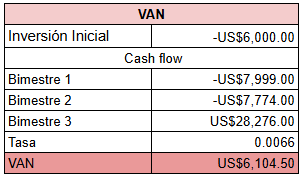 VAN
Inversión Inicial -US$6,000.00
Cash flow
Bimestre 1 -US$7,999.00
Bimestre 2 -US$7,774.00
Bimestre 3 US$28,276.00
Tasa 0.0066
VAN US$6,104.50